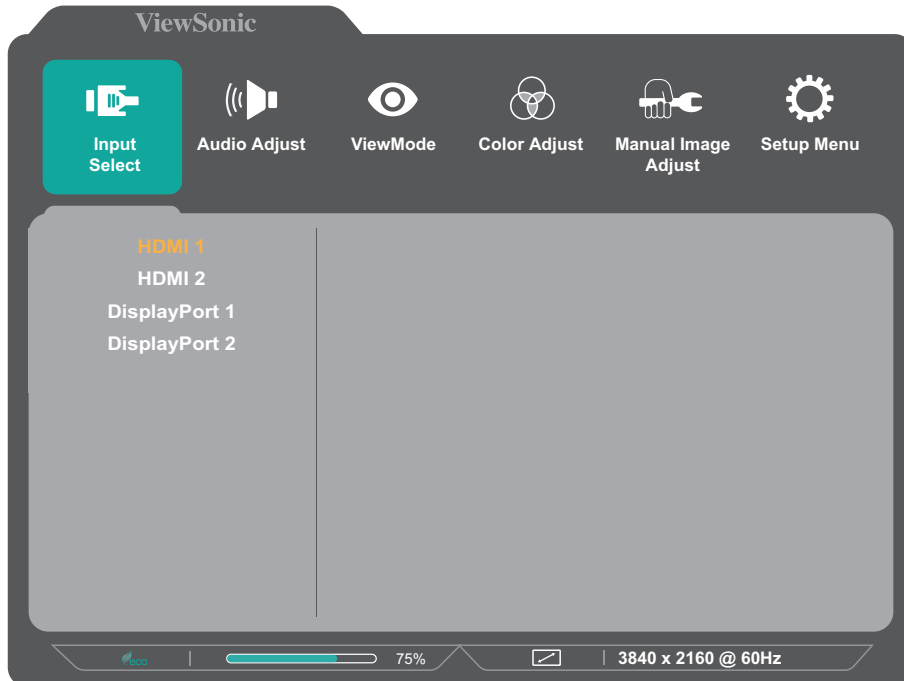 ViewSonic
Input
Select
Audio Adjust
ViewMode
Color Adjust
Manual Image
Adjust
Setup Menu
HDMI 1
HDMI 2
DisplayPort 1
DisplayPort 2
eco
75%
3840 x 2160 @ 60Hz